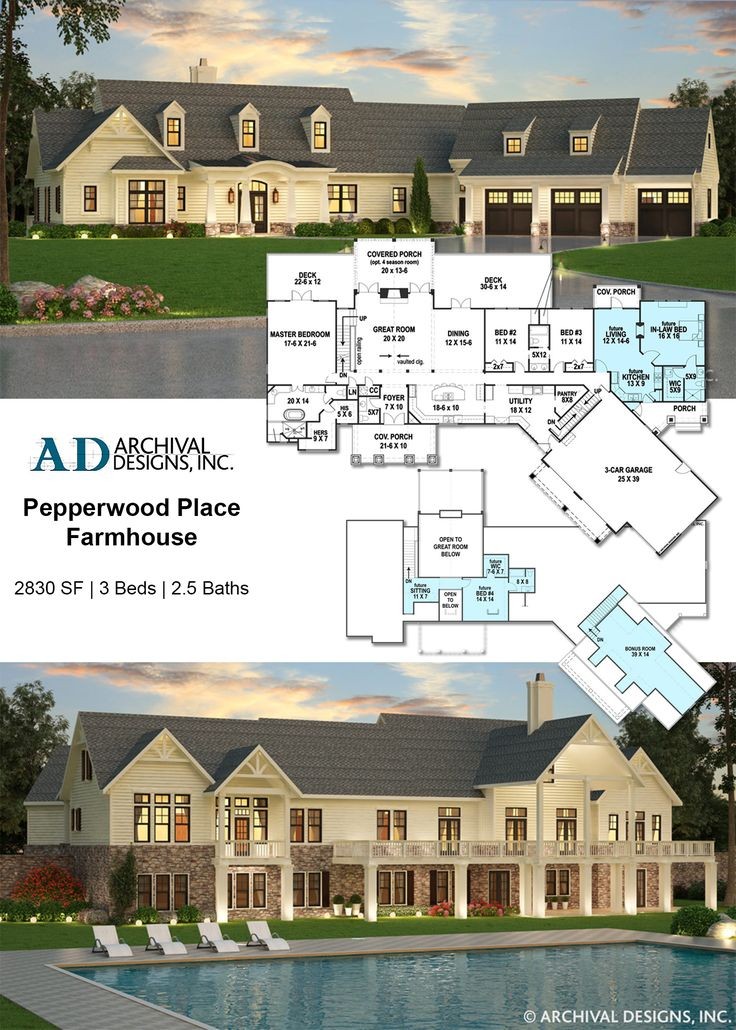 COVERED PORCH
(opt. 4 season room)
20 x 13-6
DECK
22-6 x 12
DECK
30-6 x 14
COV. PORCH
MASTER BEDROOM
17-6 X 21-6
UP
open railing
DN
GREAT ROOM
20 X 20
vaulted clg.
DINING
12 X 15-6
BED #2
11 X 14
BED #3
11 X 14
5X12
2x7
2x7
future
LIVING
12 X 14-6
future
IN-LAW BED
16 X 16
future
KITCHEN
13 X 9
WIC
5X9
5X9
PORCH
20 X 14
HIS
5 X 6
HERS
9 X 7
LN
CC
5X7
FOYER
7 X 10
18-6 x 10
UTILITY
18 X 12
PANTRY
8X8
UP
DN
COV. PORCH
21-6 X 10
3-CAR GARAGE
25 X 39
AD ARCHIVAL
DESIGNS, INC.
Pepperwood Place
Farmhouse
2830 SF | 3 Beds | 2.5 Baths
OPEN TO
GREAT ROOM
BELOW
DN
future
SITTING
11 X 7
OPEN
TO
BELOW
future
WIC
7-6 X 7
future
BED #4
14 X 14
8 X 8
DN
BONUS ROOM
39 X 14
© ARCHIVAL DESIGNS, INC.